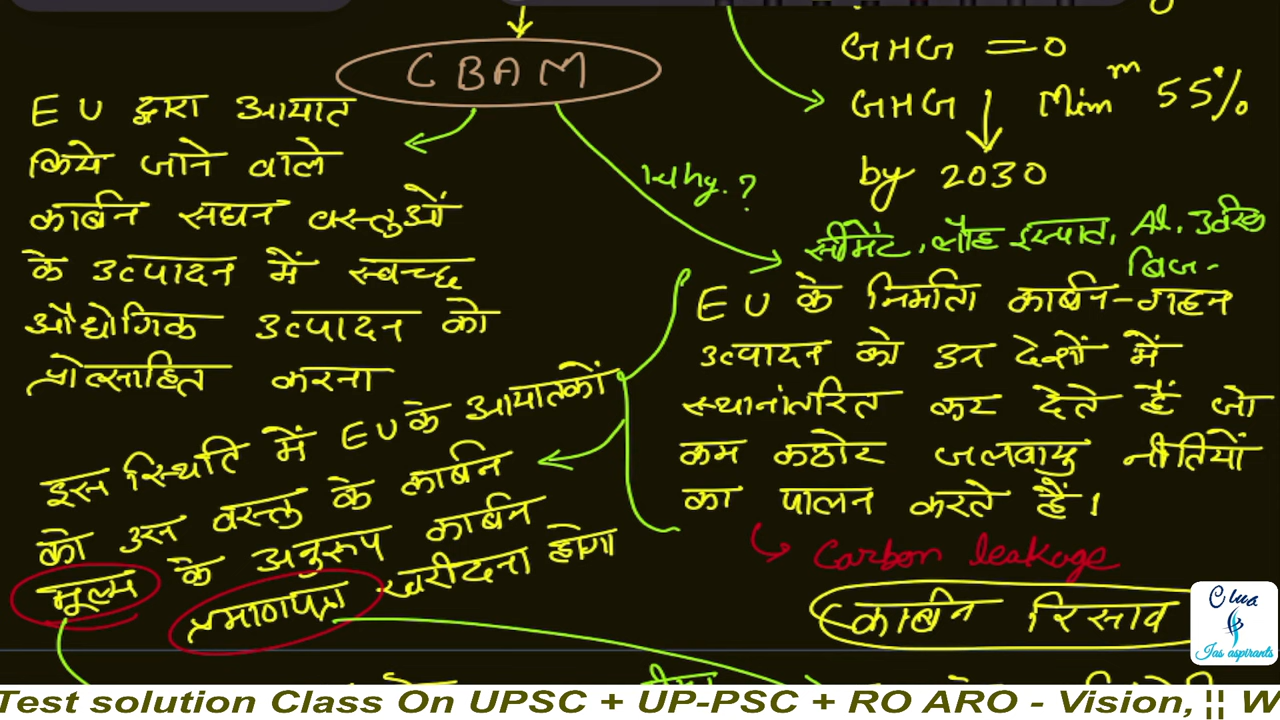 CBAM
EU द्वारा आयात
किये जाने वाले
कार्बन सघन वस्तुओं
के उत्पादन में स्वच्छ
औद्योगिक उत्पादन को
प्रोत्साहित करना
इस स्थिति में EU के आयातकों
को उस वस्तु के कार्बन
मूल्य के अनुरूप कार्बन
प्रमाणपत्र खरीदना होगा
GHG = 0
GHG ↓ Minm 55%
by 2030
Why.?
सीमेंट, लौह इस्पात, Al, उर्वरक
EU के निर्माता कार्बन-गहन
उत्पादन को उन देशों में
स्थानांतरित कर देते हैं जो
कम कठोर जलवायु नीतियों
का पालन करते हैं।
Carbon leakage
कार्बन रिसाव
Clue
Ias aspirants
Test solution Class On UPSC + UP-PSC + RO ARO - Vision, ¦¦ W